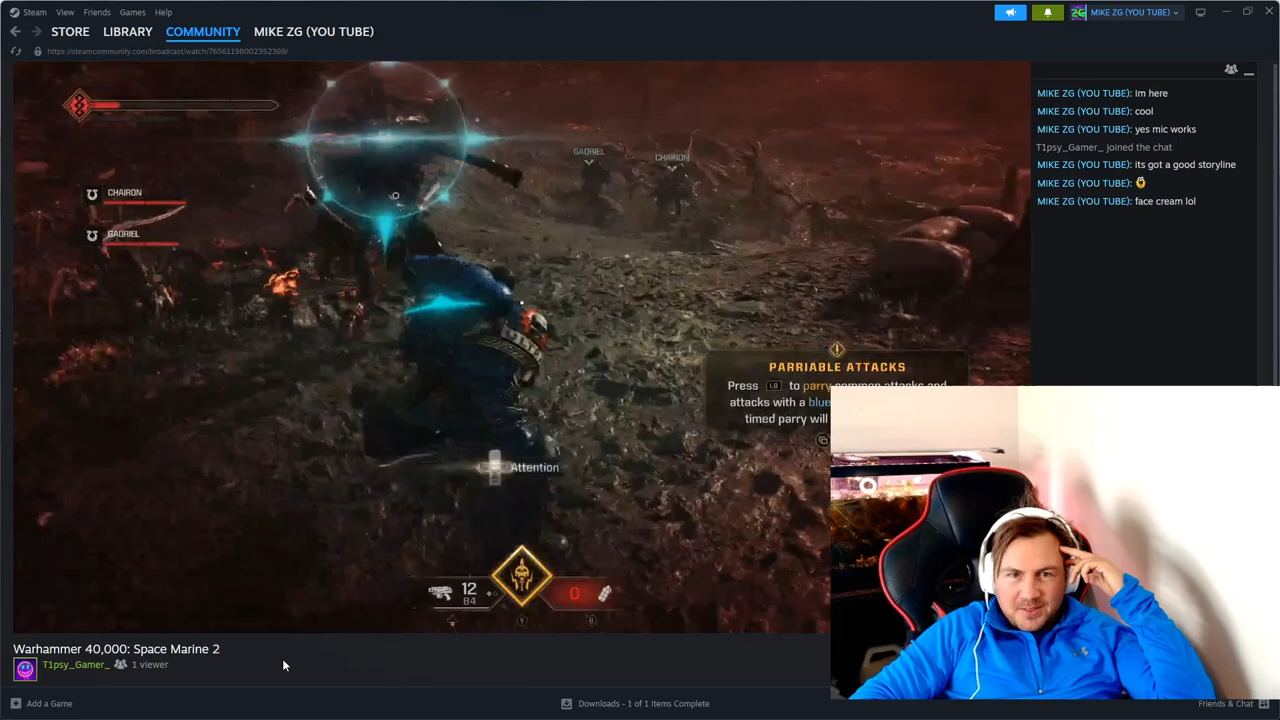 Steam View Friends Games Help
MIKE ZG (YOU TUBE)
STORE LIBRARY COMMUNITY MIKE ZG (YOU TUBE)
https://steamcommunity.com/broadcast/watch/76561198002352369/
MIKE ZG (YOU TUBE): Im here
MIKE ZG (YOU TUBE): cool
MIKE ZG (YOU TUBE): yes mic works
T1psy_Gamer_ joined the chat
MIKE ZG (YOU TUBE): its got a good storyline
MIKE ZG (YOU TUBE):
MIKE ZG (YOU TUBE): face cream lol
GADRIEL
CHAIRON
CHAIRON
GADRIEL
PARRIABLE ATTACKS
Press LB to parry common attacks and
attacks with a blue
timed parry will
Attention
12
84
0
Y
B
Warhammer 40,000: Space Marine 2
T1psy_Gamer_ 1 viewer
Add a Game
Downloads - 1 of 1 Items Complete
Friends & Chat